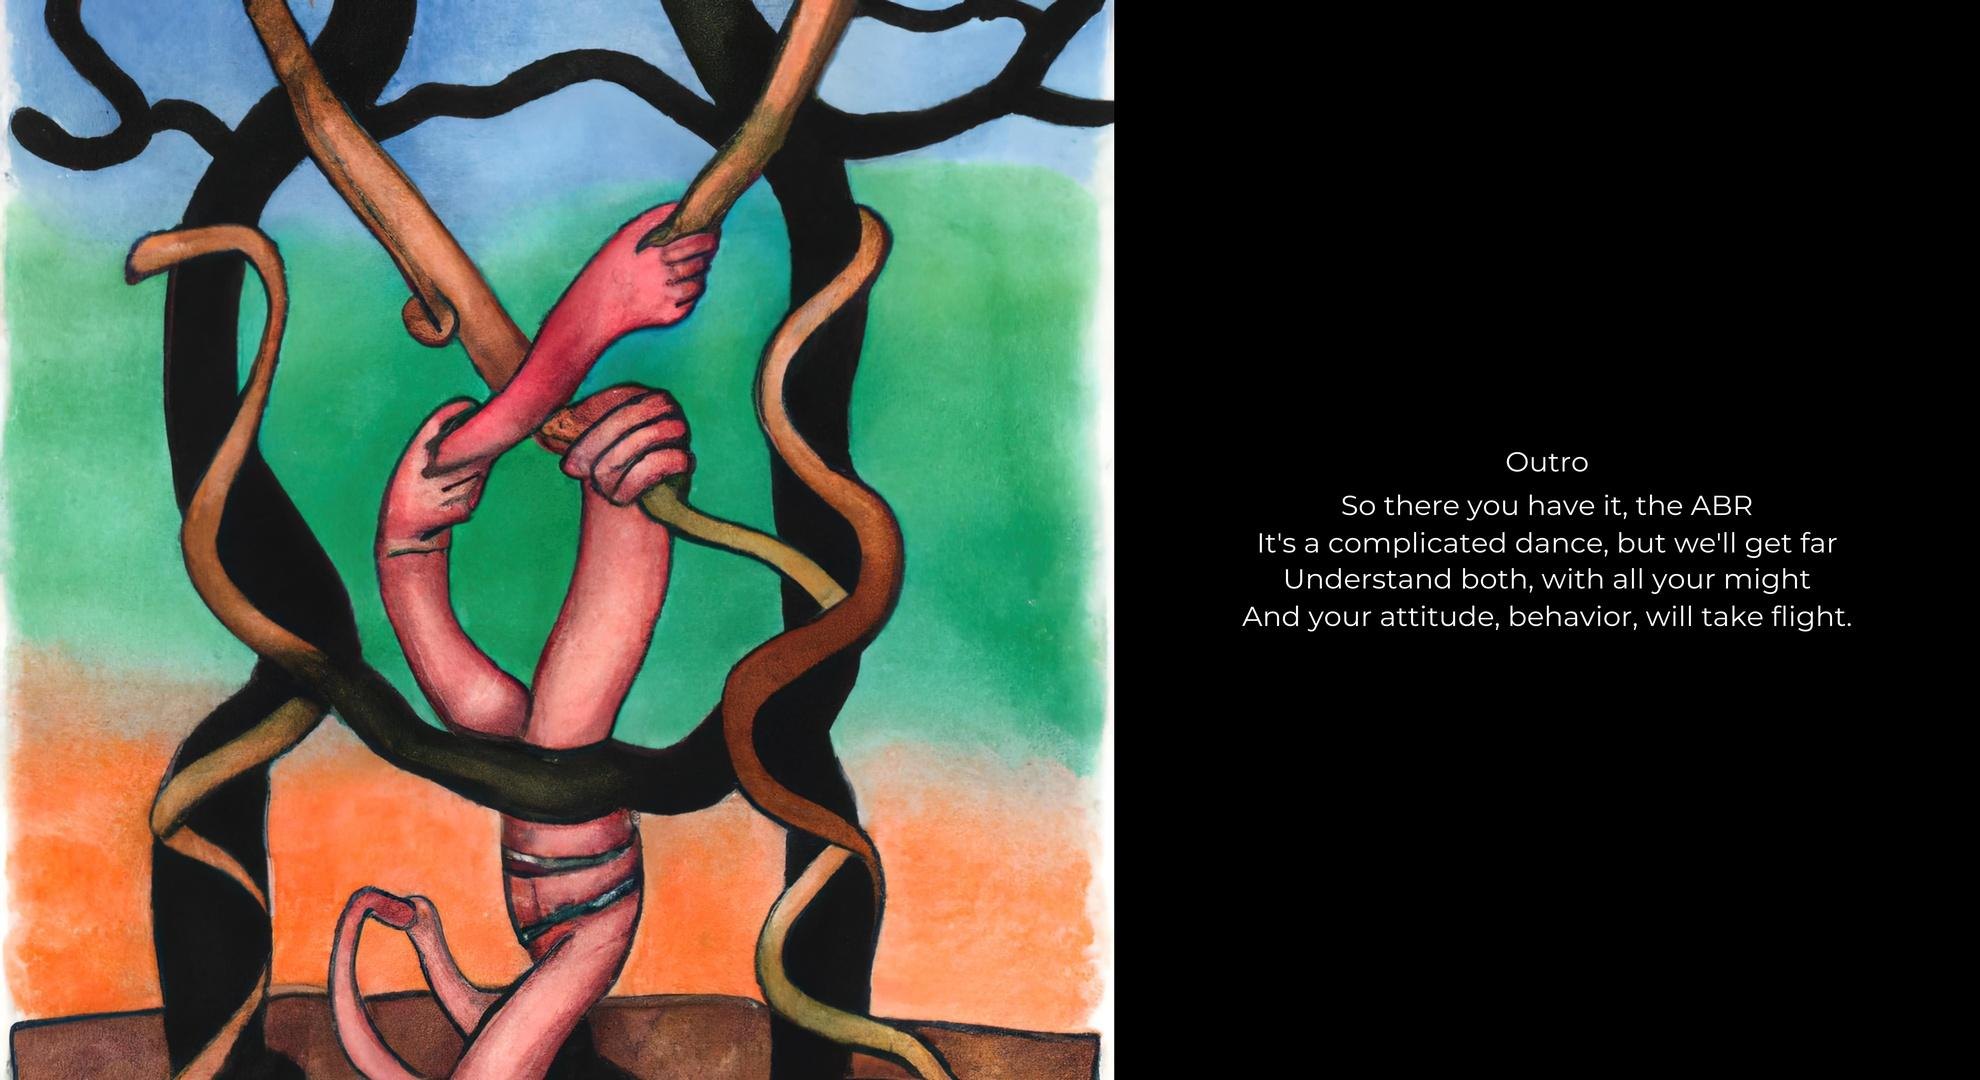 Outro
So there you have it, the ABR
It's a complicated dance, but we'll get far
Understand both, with all your might
And your attitude, behavior, will take flight.